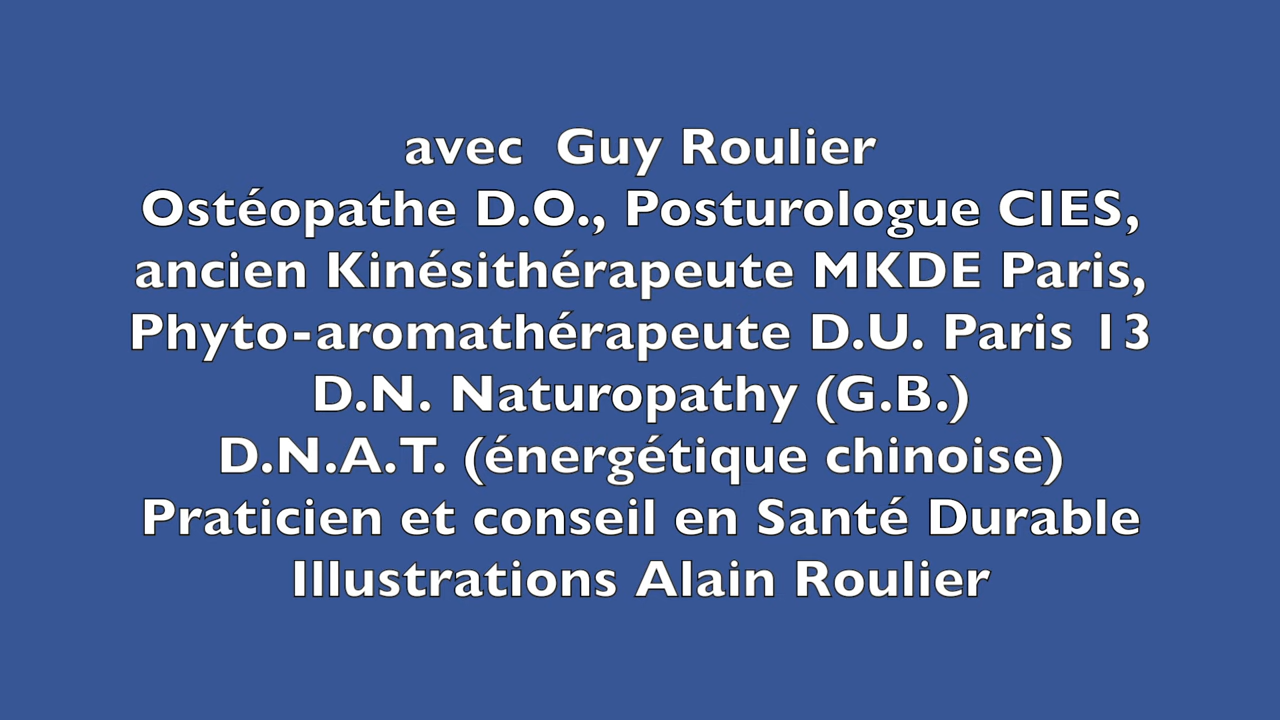 avec  Guy Roulier
Ostéopathe D.O., Posturologue CIES,
ancien Kinésithérapeute MKDE Paris,
Phyto-aromathérapeute D.U. Paris 13
D.N. Naturopathy (G.B.)
D.N.A.T. (énergétique chinoise)
Praticien et conseil en Santé Durable
Illustrations Alain Roulier